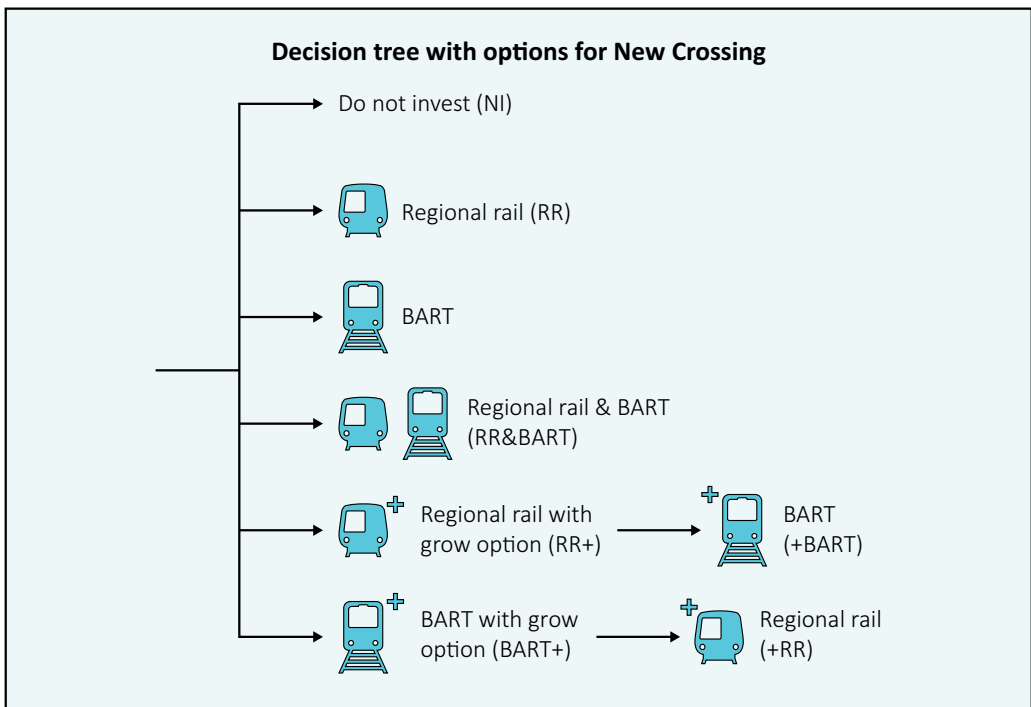 Decision tree with options for New Crossing
Do not invest (NI)
Regional rail (RR)
BART
Regional rail & BART
(RR&BART)
Regional rail with
grow option (RR+)
BART
(+BART)
BART with grow
option (BART+)
Regional rail
(+RR)